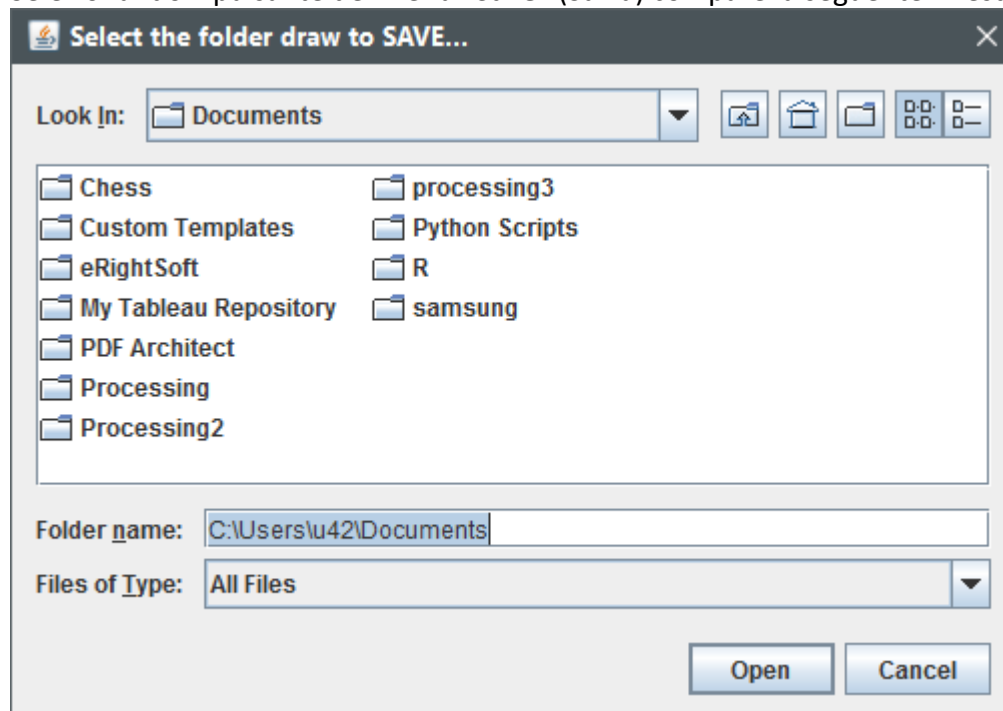 Select the folder draw to SAVE...
Look In: Documents
Chess
Custom Templates
eRightSoft
My Tableau Repository
PDF Architect
Processing
Processing2
processing3
Python Scripts
R
samsung
Folder name: C:\Users\u42\Documents
Files of Type: All Files
Open Cancel